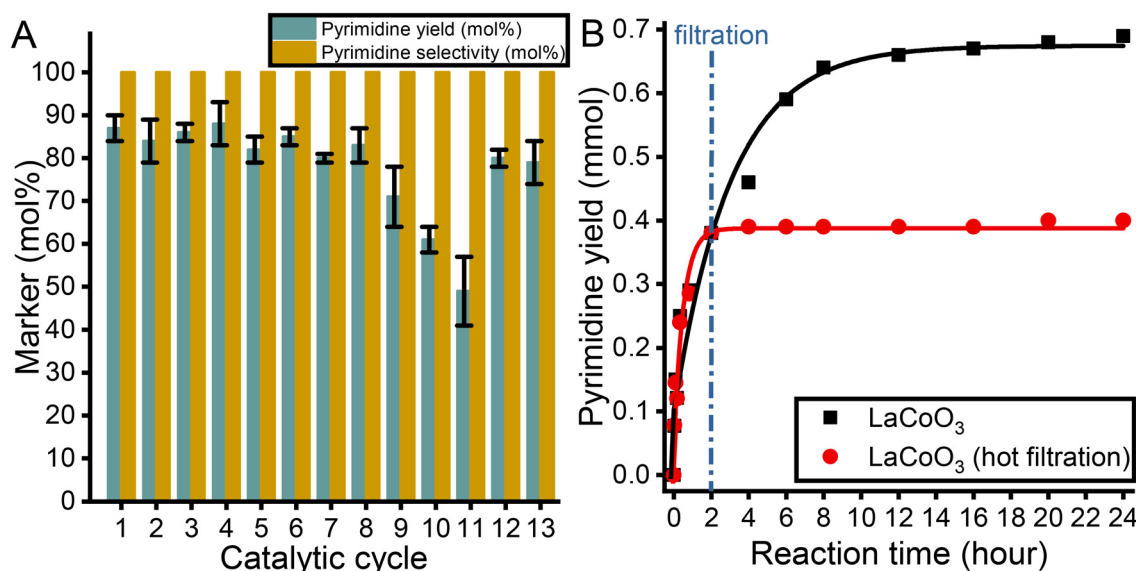 A
Pyrimidine yield (mol%)
Pyrimidine selectivity (mol%)
Marker (mol%)
100
90
80
70
60
50
40
30
20
10
0
1 2 3 4 5 6 7 8 9 10 11 12 13
Catalytic cycle
B
filtration
Pyrimidine yield (mmol)
0.7
0.6
0.5
0.4
0.3
0.2
0.1
0.0
LaCoO₃
LaCoO₃ (hot filtration)
0 2 4 6 8 10 12 14 16 18 20 22 24
Reaction time (hour)